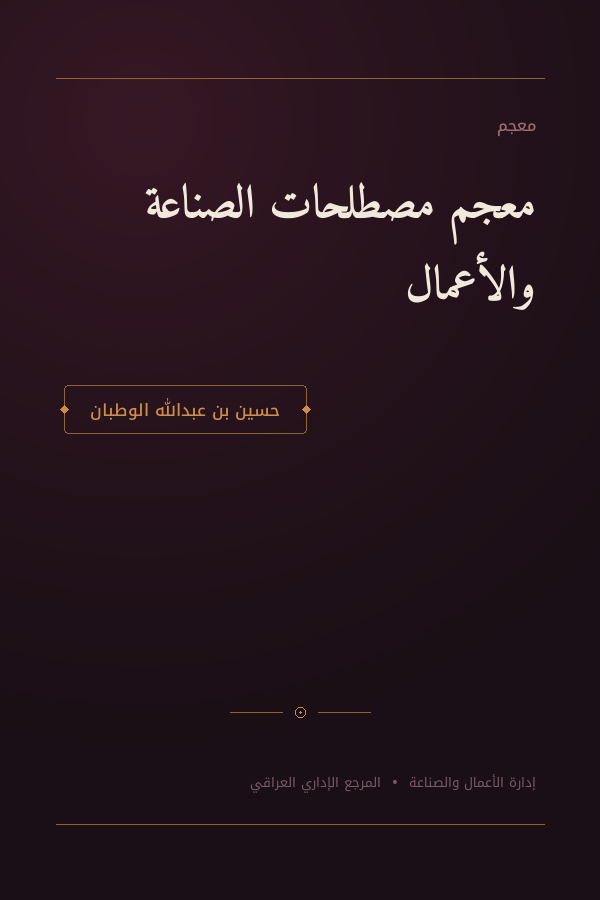 معجم
معجم مصطلحات الصناعة
والأعمال
حسين بن عبدالله الوطبان
إدارة الأعمال والصناعة • المرجع الإداري العراقي